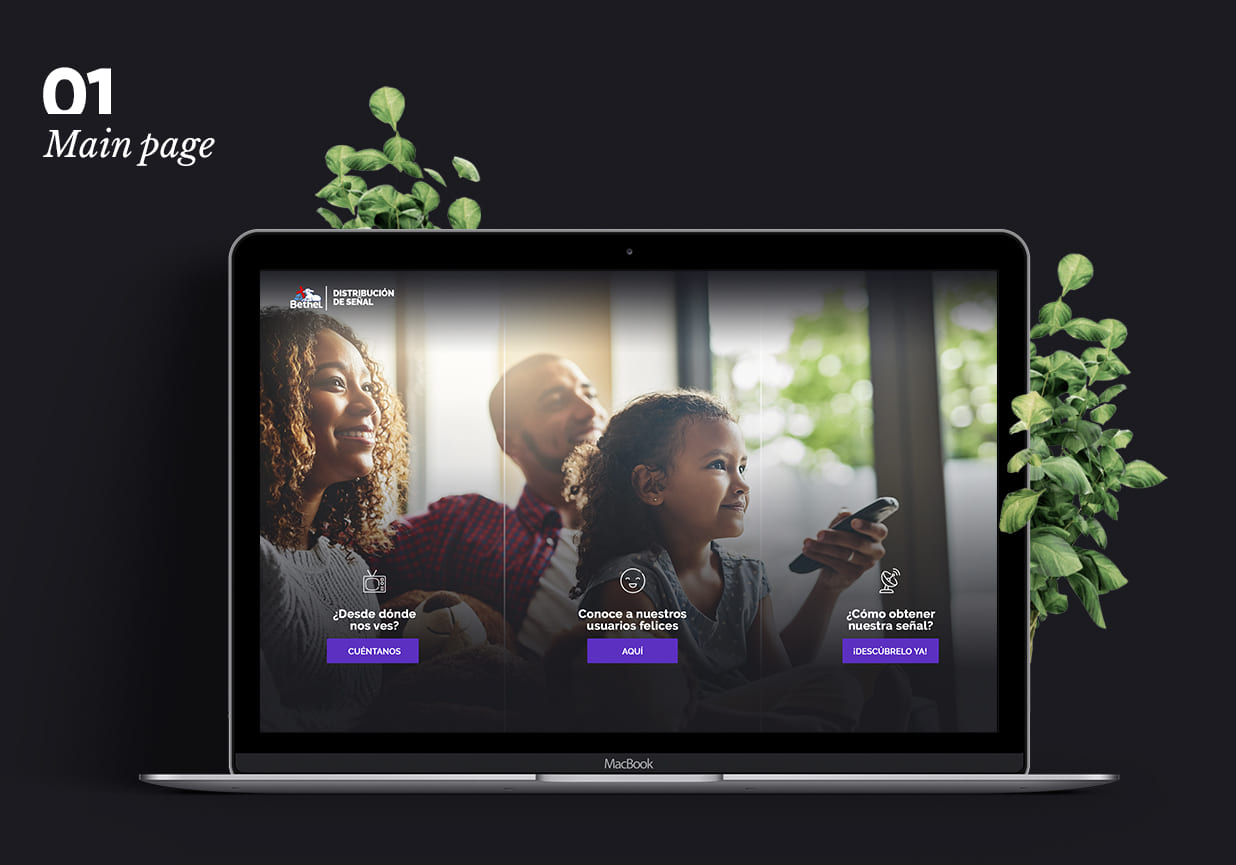 01
Main page
Bethel
DISTRIBUCIÓN
DE SEÑAL
¿Desde dónde
nos ves?
CUÉNTANOS
Conoce a nuestros
usuarios felices
AQUÍ
¿Cómo obtener
nuestra señal?
¡DESCÚBRELO YA!
MacBook